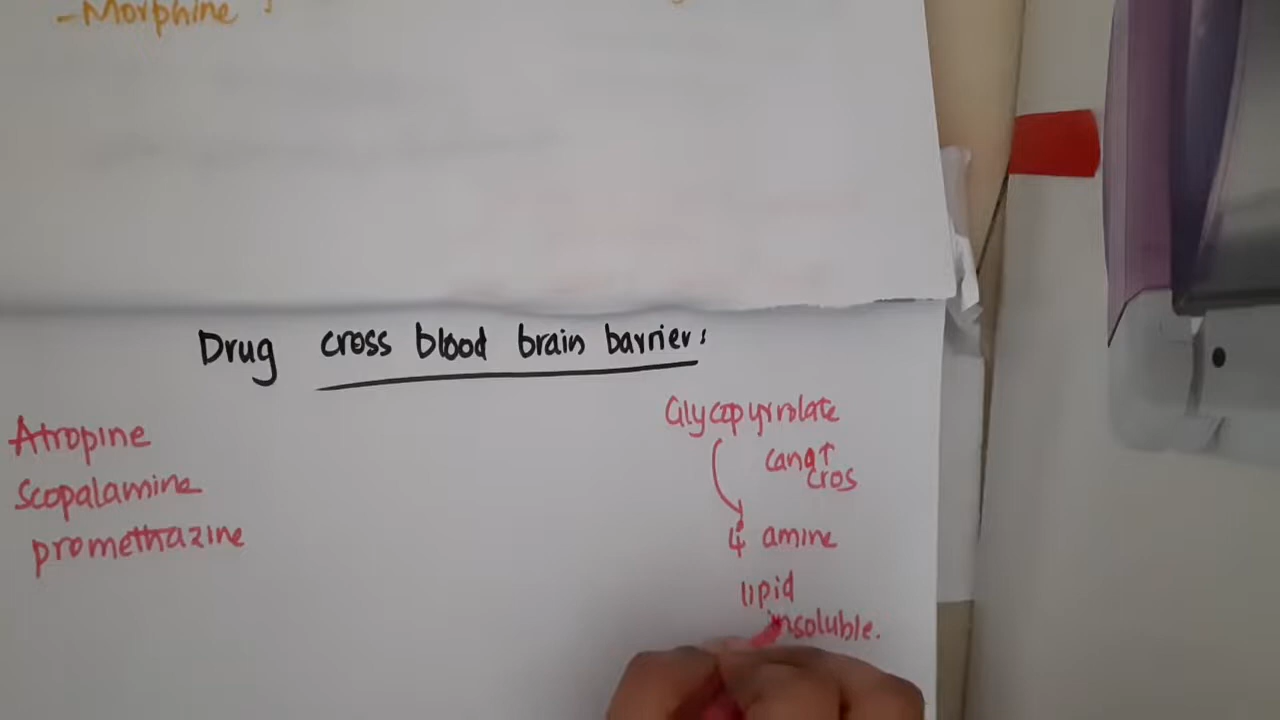 -Morphine
Drug cross blood brain barrier:
Atropine
Scopalamine
promethazine
Glycopyrrolate
canot
cros
4° amine
lipid
insoluble.